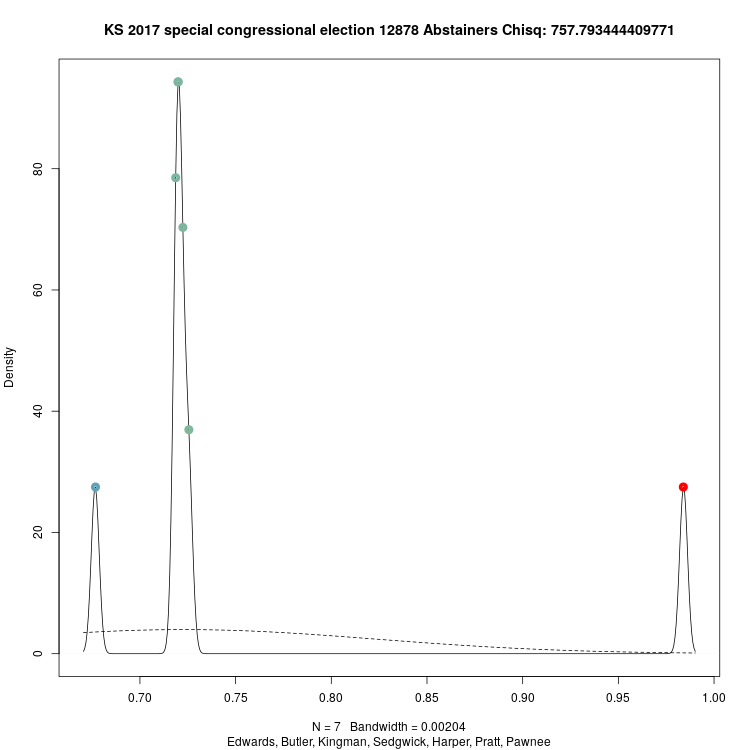 KS 2017 special congressional election 12878 Abstainers Chisq: 757.793444409771
Density
80
60
40
20
0
0.70 0.75 0.80 0.85 0.90 0.95 1.00
N = 7 Bandwidth = 0.00204
Edwards, Butler, Kingman, Sedgwick, Harper, Pratt, Pawnee